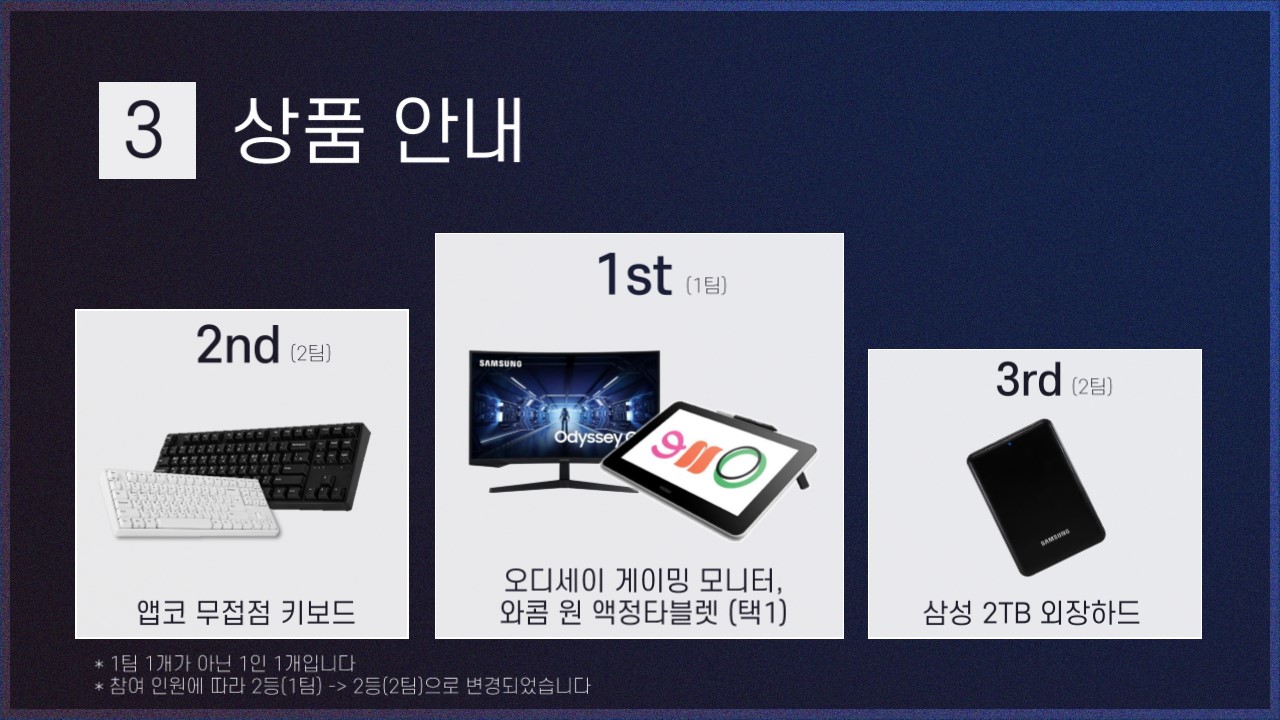 3 상품 안내
1st (1팀)
SAMSUNG
Odyssey
오디세이 게이밍 모니터,
와콤 원 액정타블렛 (택1)
2nd (2팀)
앱코 무접점 키보드
3rd (2팀)
SAMSUNG
삼성 2TB 외장하드
* 1팀 1개가 아닌 1인 1개입니다
* 참여 인원에 따라 2등(1팀) -> 2등(2팀)으로 변경되었습니다